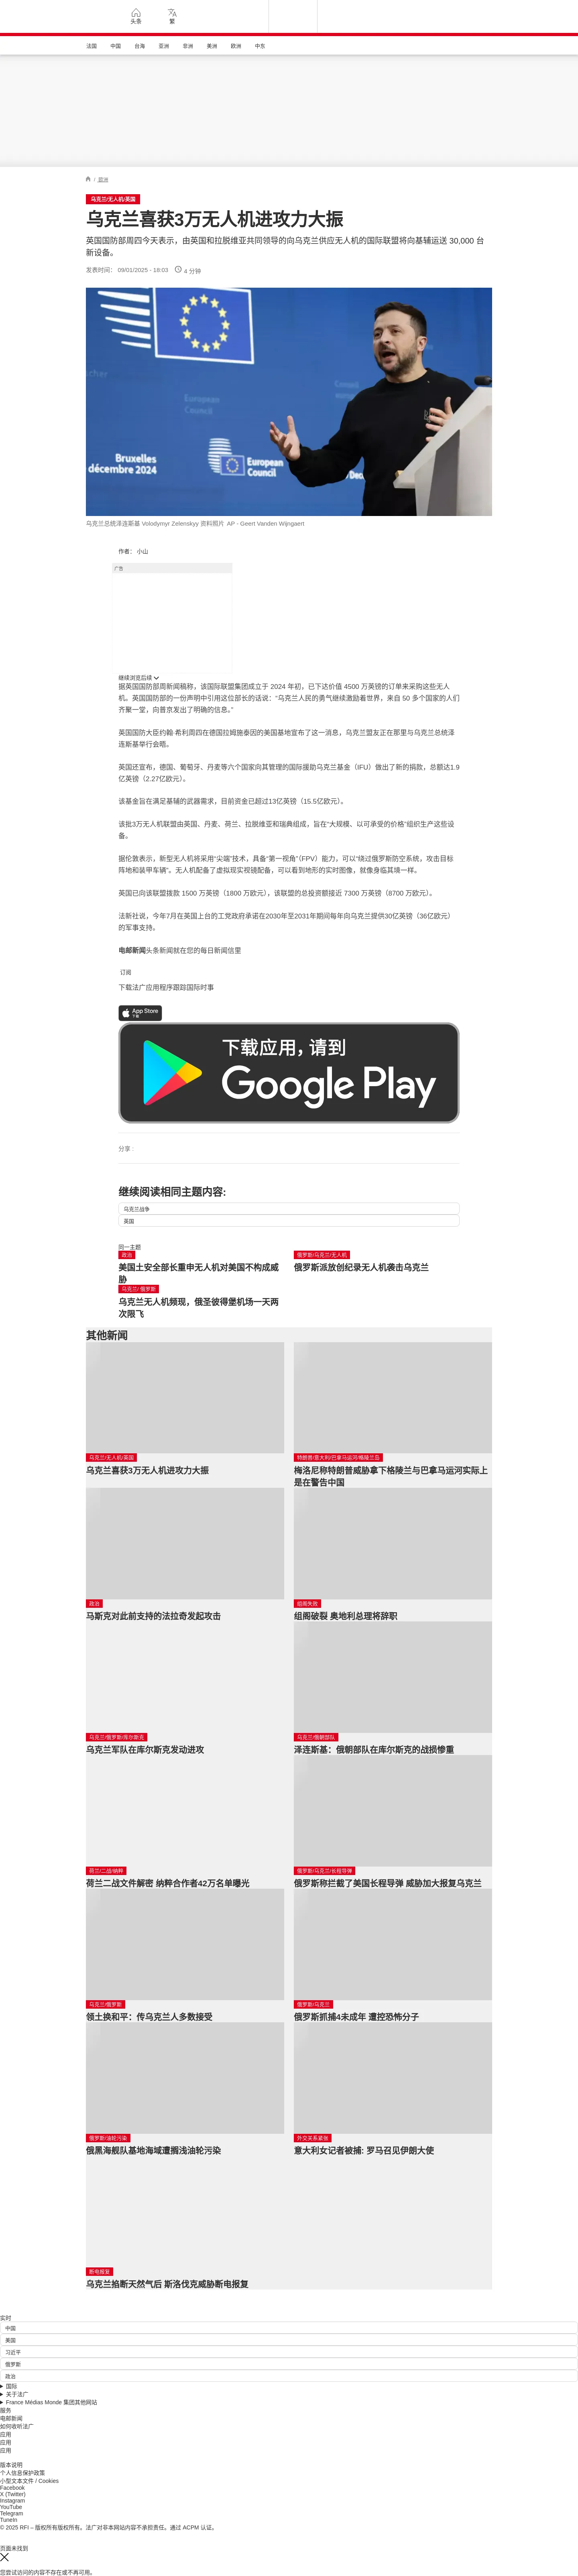 头条
繁
法国
中国
台海
亚洲
非洲
美洲
欧洲
中东
/ 欧洲
乌克兰/无人机/英国
乌克兰喜获3万无人机进攻力大振
英国国防部周四今天表示，由英国和拉脱维亚共同领导的向乌克兰供应无人机的国际联盟将向基辅运送 30,000 台
新设备。
发表时间： 09/01/2025 - 18:03
4 分钟
European Council
European Council
Bruxelles
décembre 2024
乌克兰总统泽连斯基 Volodymyr Zelenskyy 资料照片 AP - Geert Vanden Wijngaert
作者： 小山
广告
继续浏览后续
据英国国防部周新闻稿称，该国际联盟集团成立于 2024 年初，已下达价值 4500 万英镑的订单来采购这些无人
机。英国国防部的一份声明中引用这位部长的话说：“乌克兰人民的勇气继续激励着世界，来自 50 多个国家的人们
齐聚一堂，向普京发出了明确的信息。”
英国国防大臣约翰·希利周四在德国拉姆施泰因的美国基地宣布了这一消息，乌克兰盟友正在那里与乌克兰总统泽
连斯基举行会晤。
英国还宣布，德国、葡萄牙、丹麦等六个国家向其管理的国际援助乌克兰基金（IFU）做出了新的捐款，总额达1.9
亿英镑（2.27亿欧元）。
该基金旨在满足基辅的武器需求，目前资金已超过13亿英镑（15.5亿欧元）。
该批3万无人机联盟由英国、丹麦、荷兰、拉脱维亚和瑞典组成，旨在“大规模、以可承受的价格”组织生产这些设
备。
据伦敦表示，新型无人机将采用“尖端”技术，具备“第一视角”（FPV）能力，可以“绕过俄罗斯防空系统，攻击目标
阵地和装甲车辆”。无人机配备了虚拟现实视镜配备，可以看到地形的实时图像，就像身临其境一样。
英国已向该联盟拨款 1500 万英镑（1800 万欧元），该联盟的总投资额接近 7300 万英镑（8700 万欧元）。
法新社说，今年7月在英国上台的工党政府承诺在2030年至2031年期间每年向乌克兰提供30亿英镑（36亿欧元）
的军事支持。
电邮新闻头条新闻就在您的每日新闻信里
订阅
下载法广应用程序跟踪国际时事
App Store
下载
下载应用，请到
Google Play
分享 :
继续阅读相同主题内容:
乌克兰战争
英国
同一主题
政治
美国土安全部长重申无人机对美国不构成威
胁
俄罗斯/乌克兰/无人机
俄罗斯派放创纪录无人机袭击乌克兰
乌克兰/ 俄罗斯
乌克兰无人机频现，俄圣彼得堡机场一天两
次限飞
其他新闻
乌克兰/无人机/英国
乌克兰喜获3万无人机进攻力大振
特朗普/意大利/巴拿马运河/格陵兰岛
梅洛尼称特朗普威胁拿下格陵兰与巴拿马运河实际上
是在警告中国
政治
马斯克对此前支持的法拉奇发起攻击
组阁失败
组阁破裂 奥地利总理将辞职
乌克兰/俄罗斯/库尔斯克
乌克兰军队在库尔斯克发动进攻
乌克兰/俄朝部队
泽连斯基：俄朝部队在库尔斯克的战损惨重
荷兰/二战/纳粹
荷兰二战文件解密 纳粹合作者42万名单曝光
俄罗斯/乌克兰/长程导弹
俄罗斯称拦截了美国长程导弹 威胁加大报复乌克兰
乌克兰/俄罗斯
领土换和平：传乌克兰人多数接受
俄罗斯/乌克兰
俄罗斯抓捕4未成年 遭控恐怖分子
俄罗斯/油轮污染
俄黑海舰队基地海域遭搁浅油轮污染
外交关系紧张
意大利女记者被捕: 罗马召见伊朗大使
断电报复
乌克兰掐断天然气后 斯洛伐克威胁断电报复
实时
中国
美国
习近平
俄罗斯
政治
国际
关于法广
France Médias Monde 集团其他网站
服务
电邮新闻
如何收听法广
应用
应用
应用
版本说明
个人信息保护政策
小型文本文件 / Cookies
Facebook
X (Twitter)
Instagram
YouTube
Telegram
TuneIn
© 2025 RFI – 版权所有版权所有。法广对非本网站内容不承担责任。通过 ACPM 认证。
页面未找到
您尝试访问的内容不存在或不再可用。